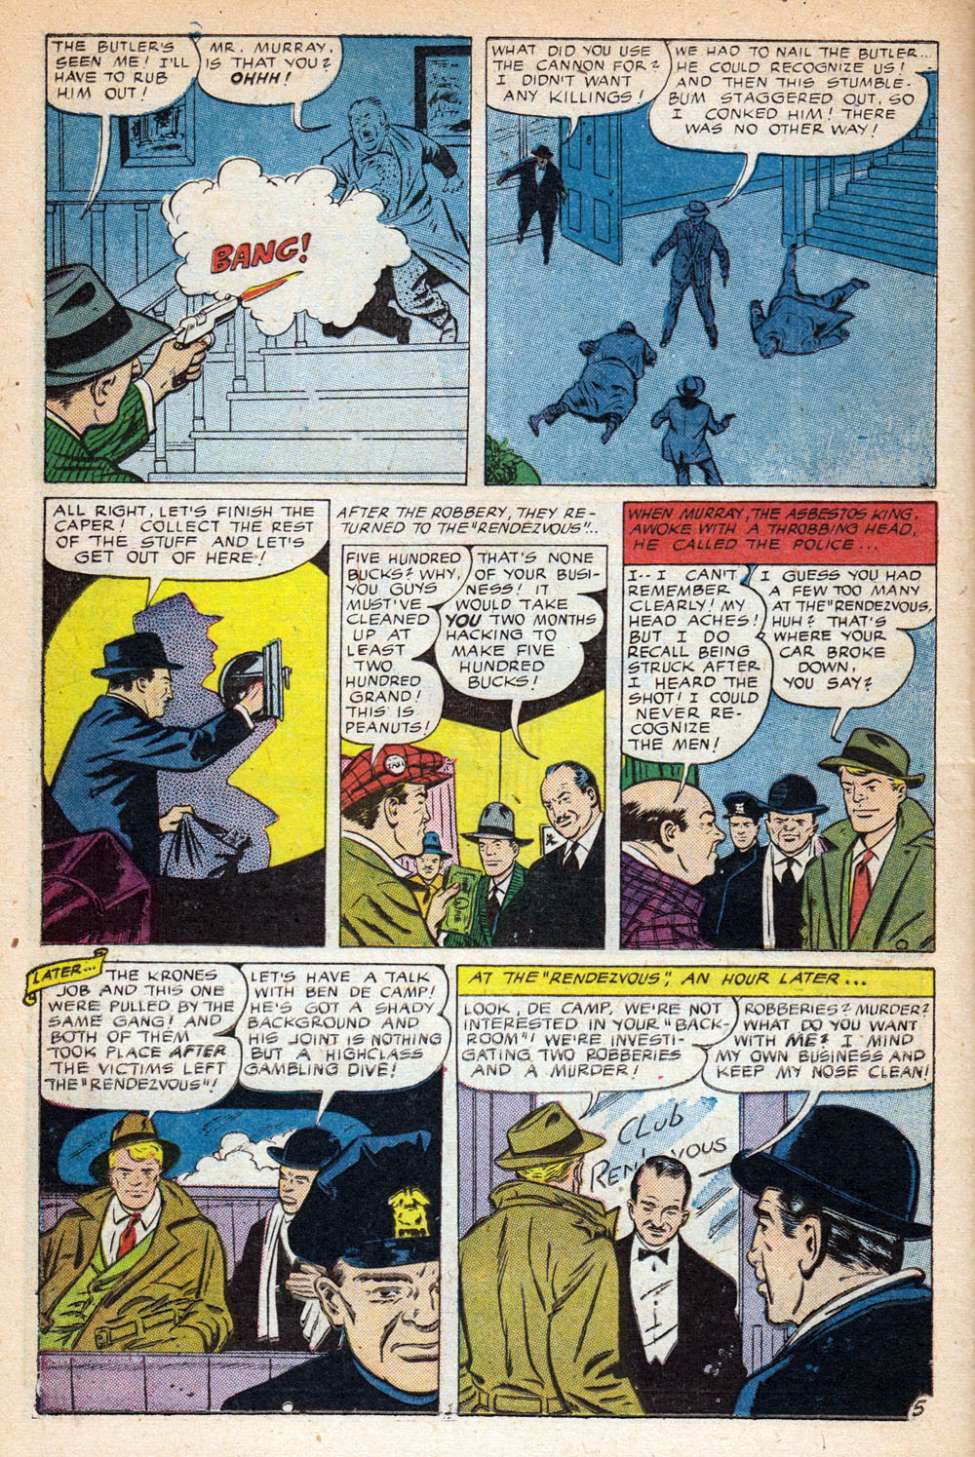 THE BUTLER'S
SEEN ME! I'LL
HAVE TO RUB
HIM OUT!
MR. MURRAY,
IS THAT YOU?
OHHH!
BANG!
WHAT DID YOU USE
THE CANNON FOR?
I DIDN'T WANT
ANY KILLINGS!
WE HAD TO NAIL THE BUTLER...
HE COULD RECOGNIZE US!
AND THEN THIS STUMBLE-
BUM STAGGERED OUT, SO
I CONKED HIM! THERE
WAS NO OTHER WAY!
ALL RIGHT, LET'S FINISH THE
CAPER! COLLECT THE REST
OF THE STUFF AND LET'S
GET OUT OF HERE!
AFTER THE ROBBERY, THEY RE-
TURNED TO THE "RENDEZVOUS"...
FIVE HUNDRED
BUCKS? WHY,
YOU GUYS
MUST'VE
CLEANED
UP AT
LEAST
TWO
HUNDRED
GRAND!
THIS IS
PEANUTS!
THAT'S NONE
OF YOUR BUSI-
NESS! IT
WOULD TAKE
YOU TWO MONTHS
HACKING TO
MAKE FIVE
HUNDRED
BUCKS!
WHEN MURRAY, THE ASBESTOS KING,
AWOKE WITH A THROBBING HEAD,
HE CALLED THE POLICE...
I-- I CAN'T
REMEMBER
CLEARLY! MY
HEAD ACHES!
BUT I DO
RECALL BEING
STRUCK AFTER
I HEARD THE
SHOT! I COULD
NEVER RE-
COGNIZE
THE MEN!
I GUESS YOU HAD
A FEW TOO MANY
AT THE "RENDEZVOUS,
HUH? THAT'S
WHERE YOUR
CAR BROKE
DOWN,
YOU SAY?
LATER...
THE KRONES
JOB AND THIS ONE
WERE PULLED BY THE
SAME GANG! AND
BOTH OF THEM
TOOK PLACE AFTER
THE VICTIMS LEFT
THE "RENDEZVOUS"!
LET'S HAVE A TALK
WITH BEN DE CAMP!
HE'S GOT A SHADY
BACKGROUND AND
HIS JOINT IS NOTHING
BUT A HIGHCLASS
GAMBLING DIVE!
AT THE "RENDEZVOUS", AN HOUR LATER...
LOOK, DE CAMP, WE'RE NOT
INTERESTED IN YOUR "BACK-
ROOM"! WE'RE INVESTI-
GATING TWO ROBBERIES
AND A MURDER!
ROBBERIES? MURDER?
WHAT DO YOU WANT
WITH ME? I MIND
MY OWN BUSINESS AND
KEEP MY NOSE CLEAN!
CLUB
RENDEZVOUS
5